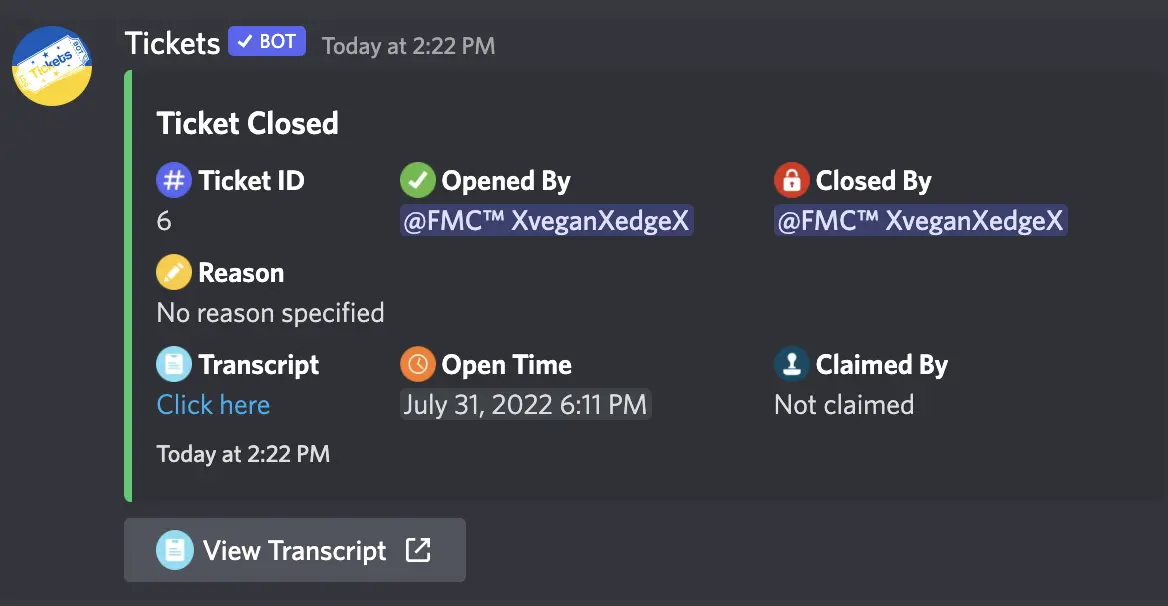 Tickets ✓ BOT Today at 2:22 PM
Tickets
Ticket Closed
# Ticket ID Opened By Closed By
6 @FMC™ XveganXedgeX @FMC™ XveganXedgeX
Reason
No reason specified
Transcript Open Time Claimed By
Click here July 31, 2022 6:11 PM Not claimed
Today at 2:22 PM
View Transcript